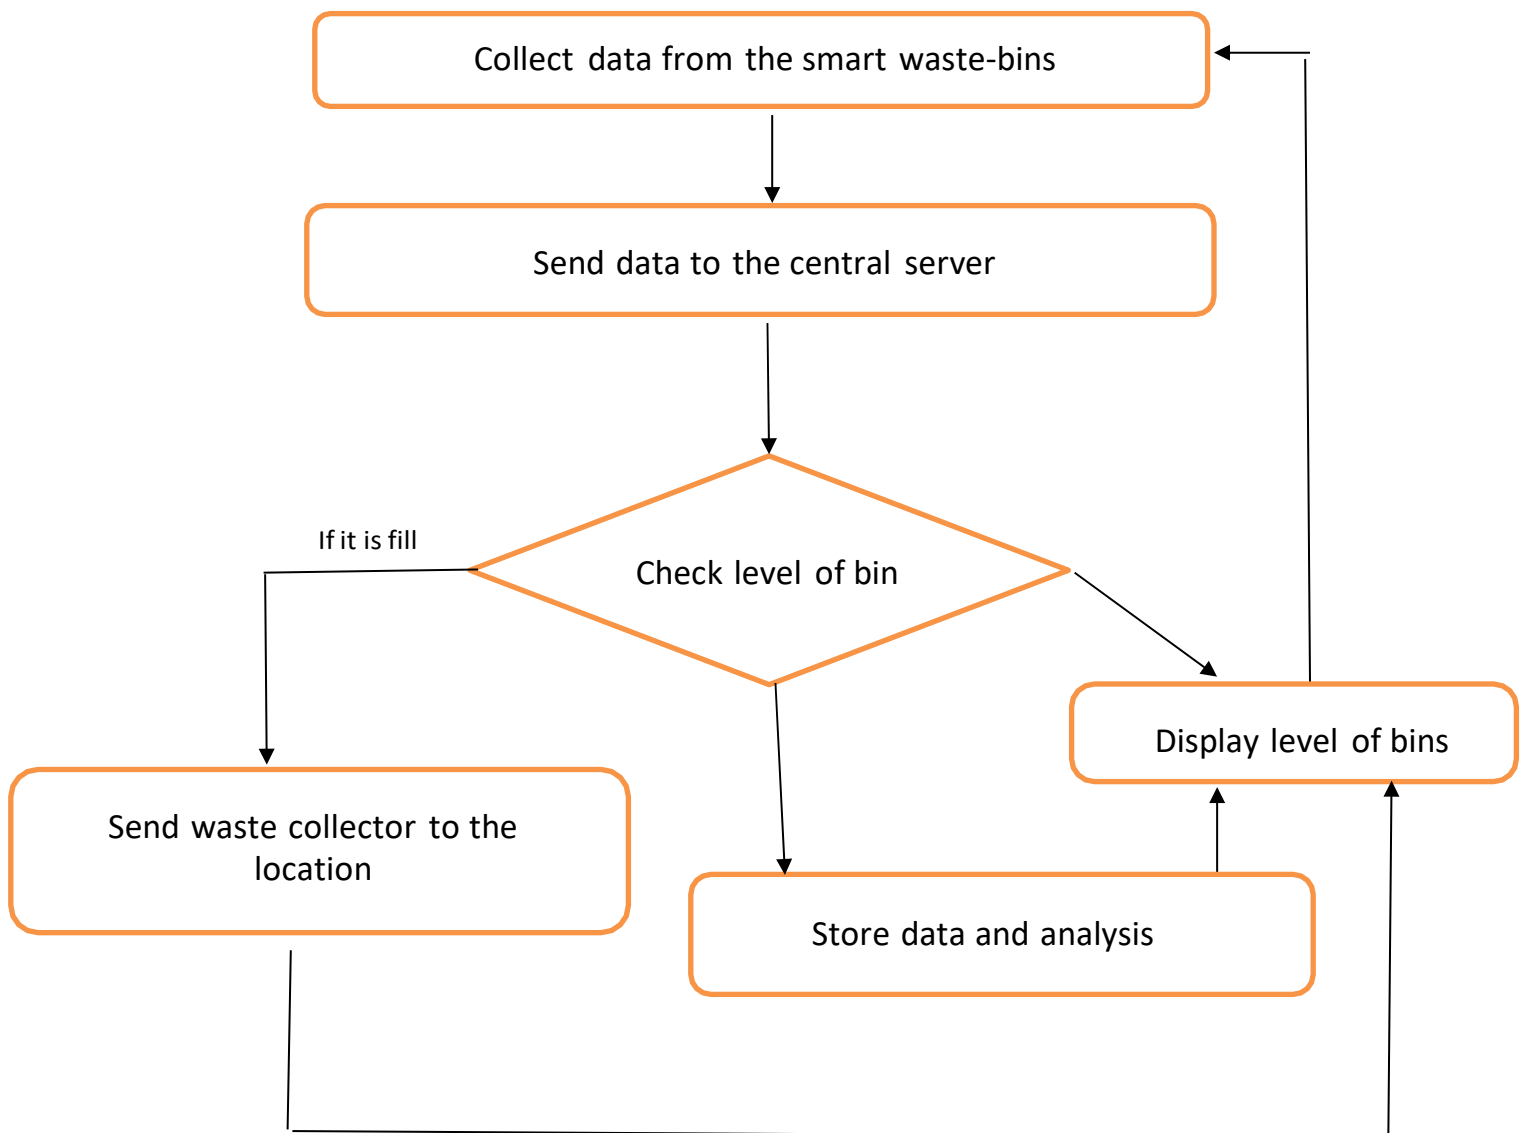 Collect data from the smart waste-bins
Send data to the central server
If it is fill
Check level of bin
Display level of bins
Send waste collector to the
location
Store data and analysis